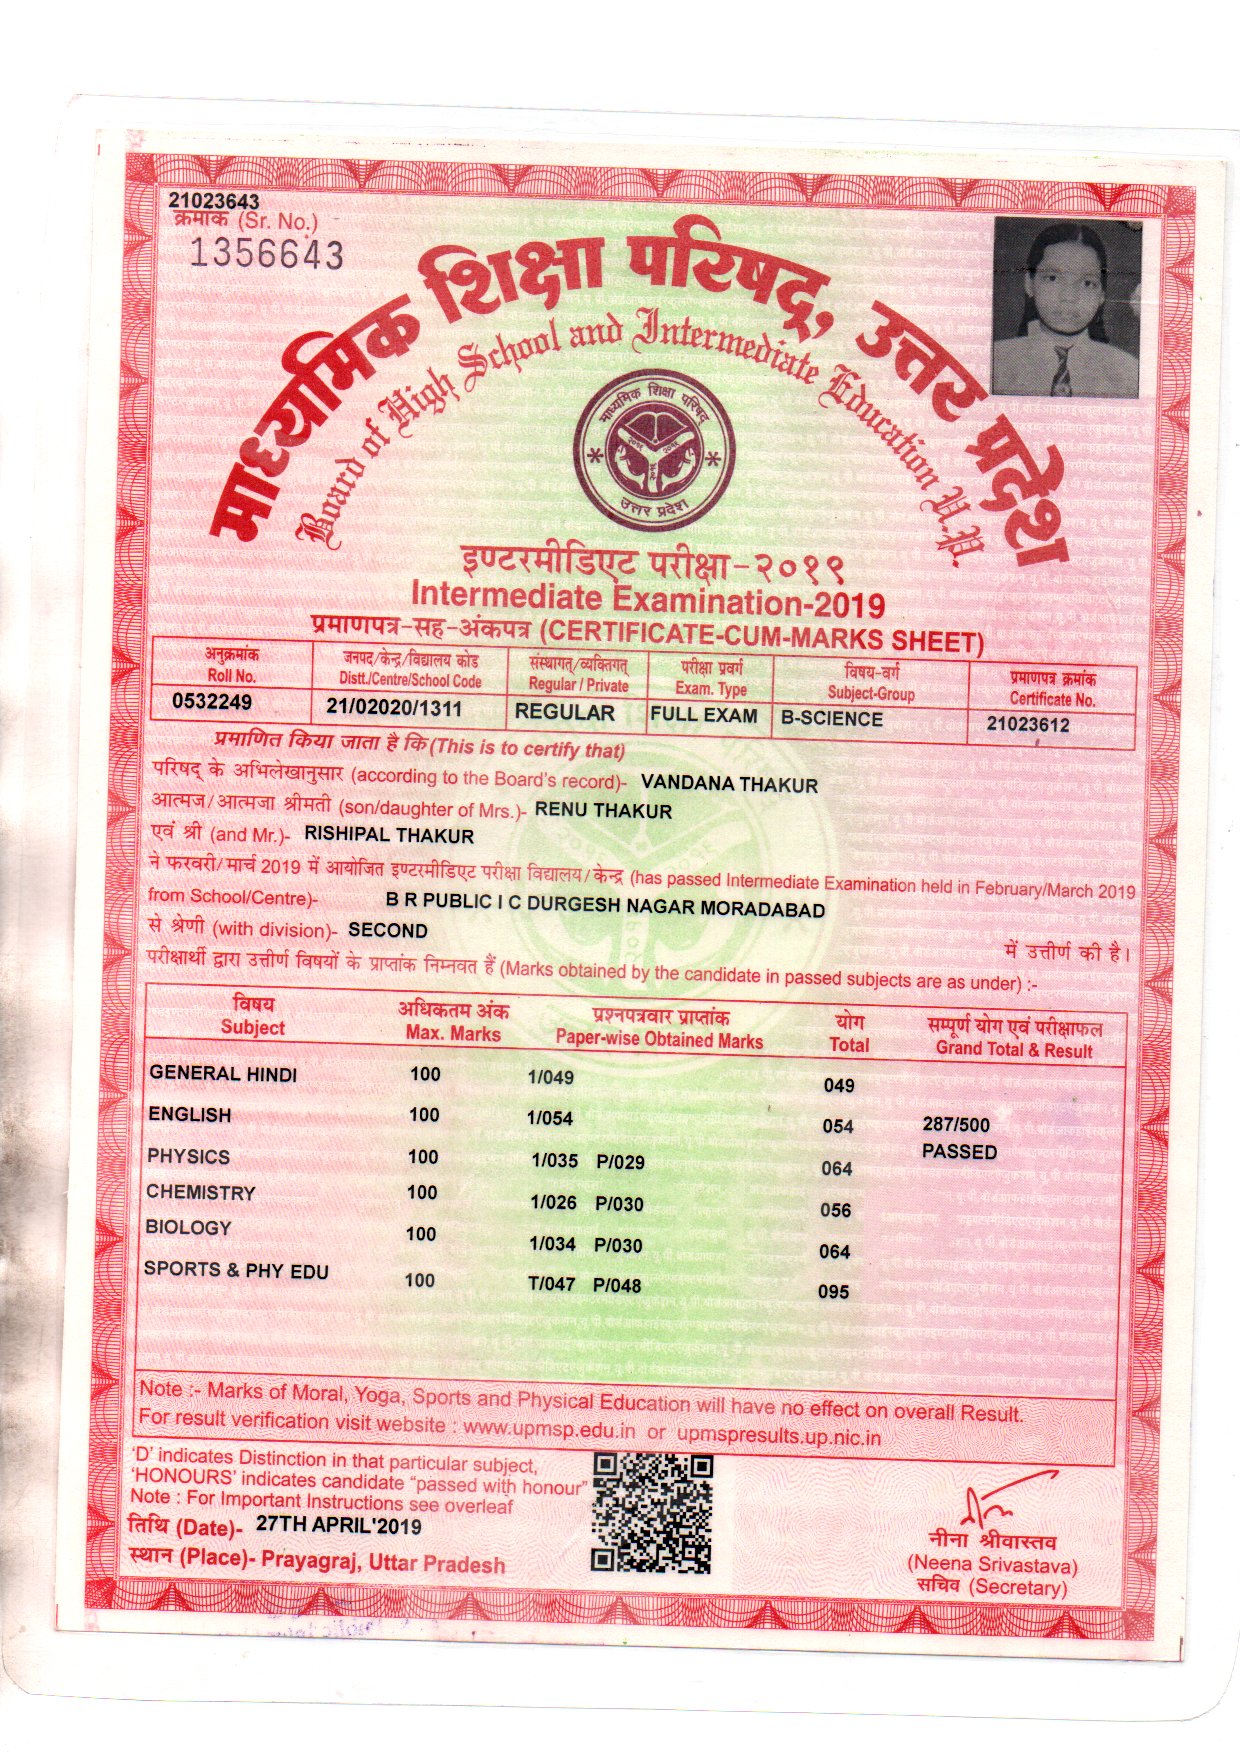 21023643
क्रमांक (Sr. No.)
1356643
माध्यमिक शिक्षा परिषद्, उत्तर प्रदेश
Board of High School and Intermediate Education U.P.
माध्यमिक शिक्षा परिषद्
उत्तर प्रदेश
इण्टरमीडिएट परीक्षा-२०१९
Intermediate Examination-2019
प्रमाणपत्र-सह-अंकपत्र (CERTIFICATE-CUM-MARKS SHEET)
अनुक्रमांक जनपद/केन्द्र/विद्यालय कोड संस्थागत्/व्यक्तिगत् परीक्षा प्रवर्ग विषय-वर्ग प्रमाणपत्र क्रमांक
Roll No. Distt./Centre/School Code Regular / Private Exam. Type Subject-Group Certificate No.
0532249 21/02020/1311 REGULAR FULL EXAM B-SCIENCE 21023612
प्रमाणित किया जाता है कि (This is to certify that)
परिषद् के अभिलेखानुसार (according to the Board's record)- VANDANA THAKUR
आत्मज/आत्मजा श्रीमती (son/daughter of Mrs.)- RENU THAKUR
एवं श्री (and Mr.)- RISHIPAL THAKUR
ने फरवरी/मार्च 2019 में आयोजित इण्टरमीडिएट परीक्षा विद्यालय/केन्द्र (has passed Intermediate Examination held in February/March 2019
from School/Centre)- B R PUBLIC I C DURGESH NAGAR MORADABAD
से श्रेणी (with division)- SECOND में उत्तीर्ण की है।
परीक्षार्थी द्वारा उत्तीर्ण विषयों के प्राप्तांक निम्नवत हैं (Marks obtained by the candidate in passed subjects are as under) :-
विषय अधिकतम अंक प्रश्नपत्रवार प्राप्तांक योग सम्पूर्ण योग एवं परीक्षाफल
Subject Max. Marks Paper-wise Obtained Marks Total Grand Total & Result
GENERAL HINDI 100 1/049 049
ENGLISH 100 1/054 054 287/500
PHYSICS 100 1/035 P/029 064 PASSED
CHEMISTRY 100 1/026 P/030 056
BIOLOGY 100 1/034 P/030 064
SPORTS & PHY EDU 100 T/047 P/048 095
Note :- Marks of Moral, Yoga, Sports and Physical Education will have no effect on overall Result.
For result verification visit website : www.upmsp.edu.in or upmspresults.up.nic.in
'D' indicates Distinction in that particular subject,
'HONOURS' indicates candidate "passed with honour"
Note : For Important Instructions see overleaf
तिथि (Date)- 27TH APRIL'2019
स्थान (Place)- Prayagraj, Uttar Pradesh
नीना श्रीवास्तव
(Neena Srivastava)
सचिव (Secretary)